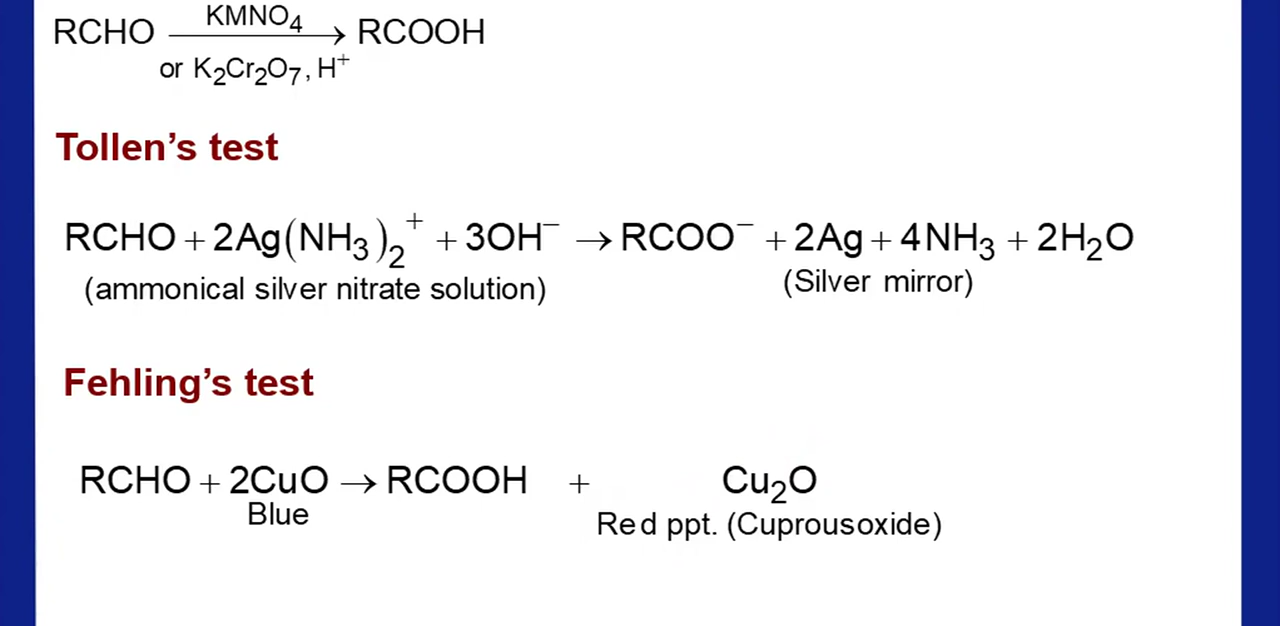 RCHO KMNO₄ → RCOOH
or K₂Cr₂O₇, H⁺
Tollen’s test
RCHO + 2Ag(NH₃)₂⁺ + 3OH⁻ → RCOO⁻ + 2Ag + 4NH₃ + 2H₂O
(ammonical silver nitrate solution) (Silver mirror)
Fehling’s test
RCHO + 2CuO → RCOOH + Cu₂O
Blue Red ppt. (Cuprousoxide)